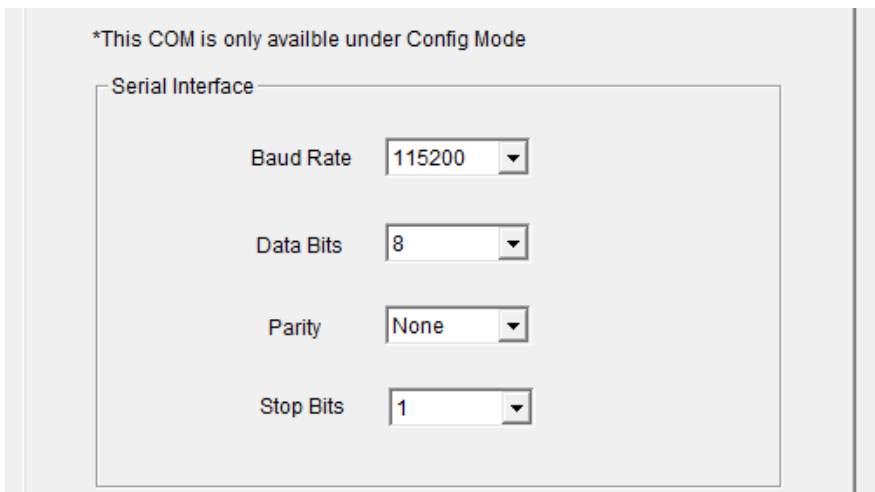 *This COM is only availble under Config Mode
Serial Interface
Baud Rate 115200
Data Bits 8
Parity None
Stop Bits 1